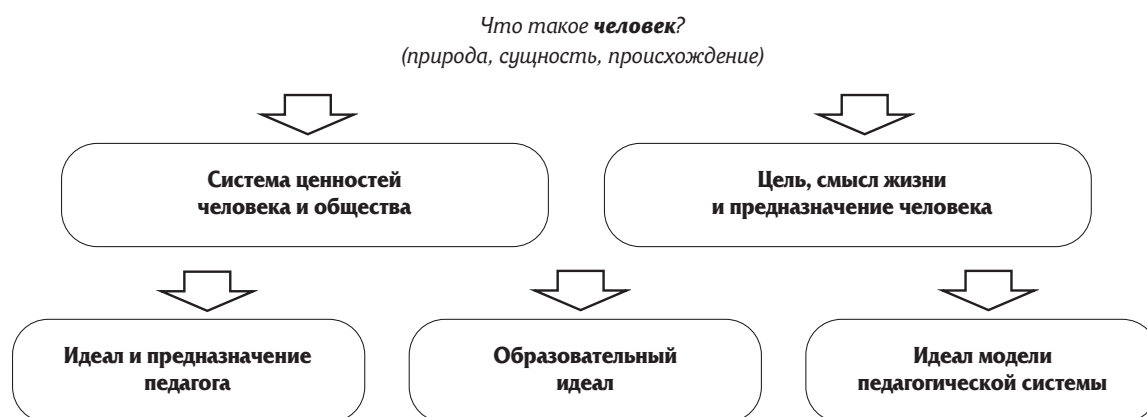 Что такое человек?
(природа, сущность, происхождение)
Система ценностей
человека и общества
Цель, смысл жизни
и предназначение человека
Идеал и предназначение
педагога
Образовательный
идеал
Идеал модели
педагогической системы